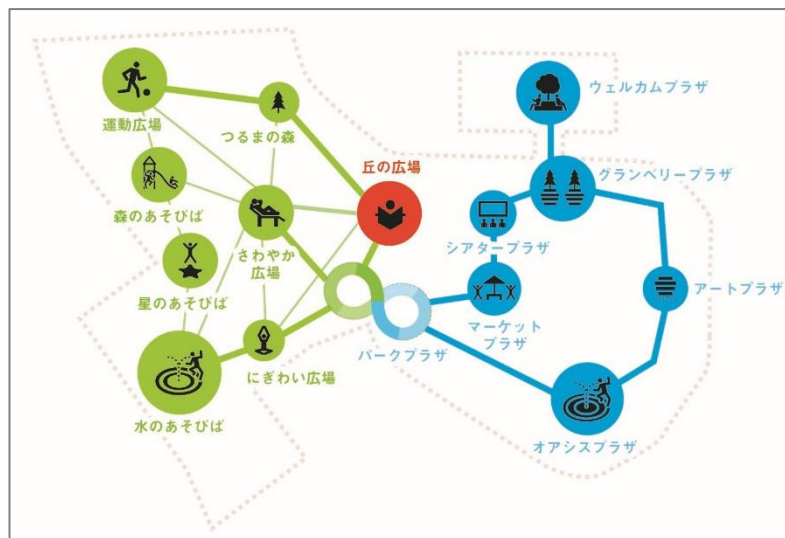 ウェルカムプラザ
運動広場
つるまの森
丘の広場
グランベリープラザ
森のあそびば
さわやか
広場
シアタープラザ
星のあそびば
アートプラザ
マーケット
プラザ
パークプラザ
にぎわい広場
水のあそびば
オアシスプラザ